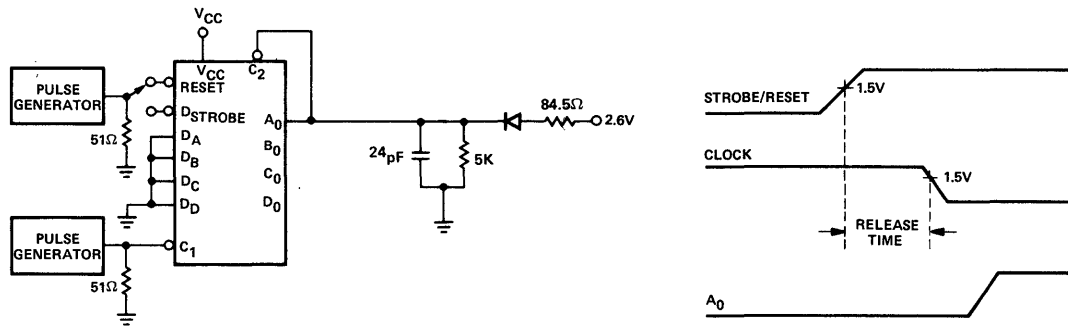 VCC
VCC
C2
PULSE
GENERATOR
RESET
DSTROBE
DA
DB
DC
DD
51Ω
A0
B0
C0
D0
24pF
5K
84.5Ω
2.6V
PULSE
GENERATOR
C1
51Ω
STROBE/RESET
1.5V
CLOCK
1.5V
RELEASE
TIME
A0